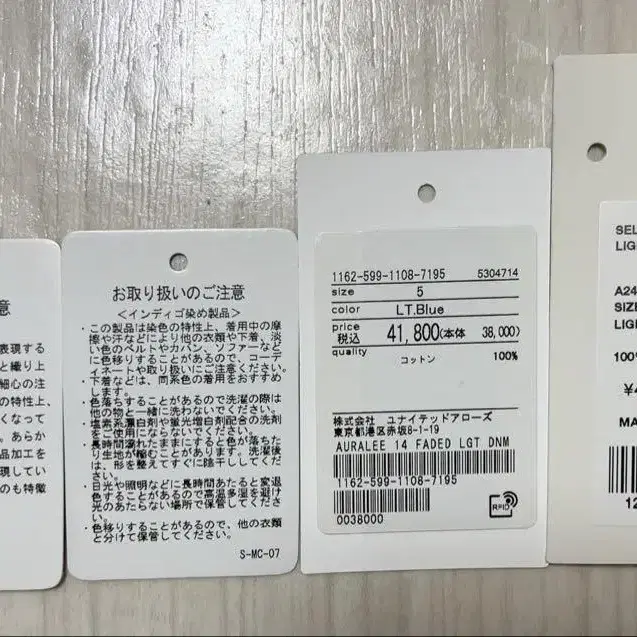 意
表現する
と織り上
細心の注
の特性上、
くなって
。あらか
品加工を
現してい
のも特徴
お取り扱いのご注意
＜インディゴ染め製品＞
・この製品は染色の特性上、着用中の摩
擦や汗などにより他の衣類や下着、淡
い色のベルトやカバン、ソファーなど
に色移りすることがあるので、コーデ
ィネートや取り扱いにご注意ください。
・下着などは、同系色の着用をおすすめ
します。
・色落ちすることがあるので洗濯の際は
他の物と一緒に洗わないでください。
・塩素系漂白剤や蛍光増白剤配合の洗剤
をご使用にならないでください。
・長時間濡れたままにすると色が落ちた
り生地が縮むことがあります。洗濯後
は、形を整えてすぐに陰干ししてくだ
さい。
・日光や照明などに長時間あたると変退
色することがあるので高温多湿を避け
光のあたらない場所で保管してくださ
い。
・色移りすることがあるので、他の衣類
と分けて保管してください。
S-MC-07
1162-599-1108-7195 5304714
size 5
color LT.Blue
price
税込 41,800(本体 38,000)
quality
コットン 100%
株式会社 ユナイテッドアローズ
東京都港区赤坂8-1-19
AURALEE 14 FADED LGT DNM
1162-599-1108-7195
0038000
RFID
SEL
LIG
A24
SIZE
LIGI
100%
¥4
MA
12